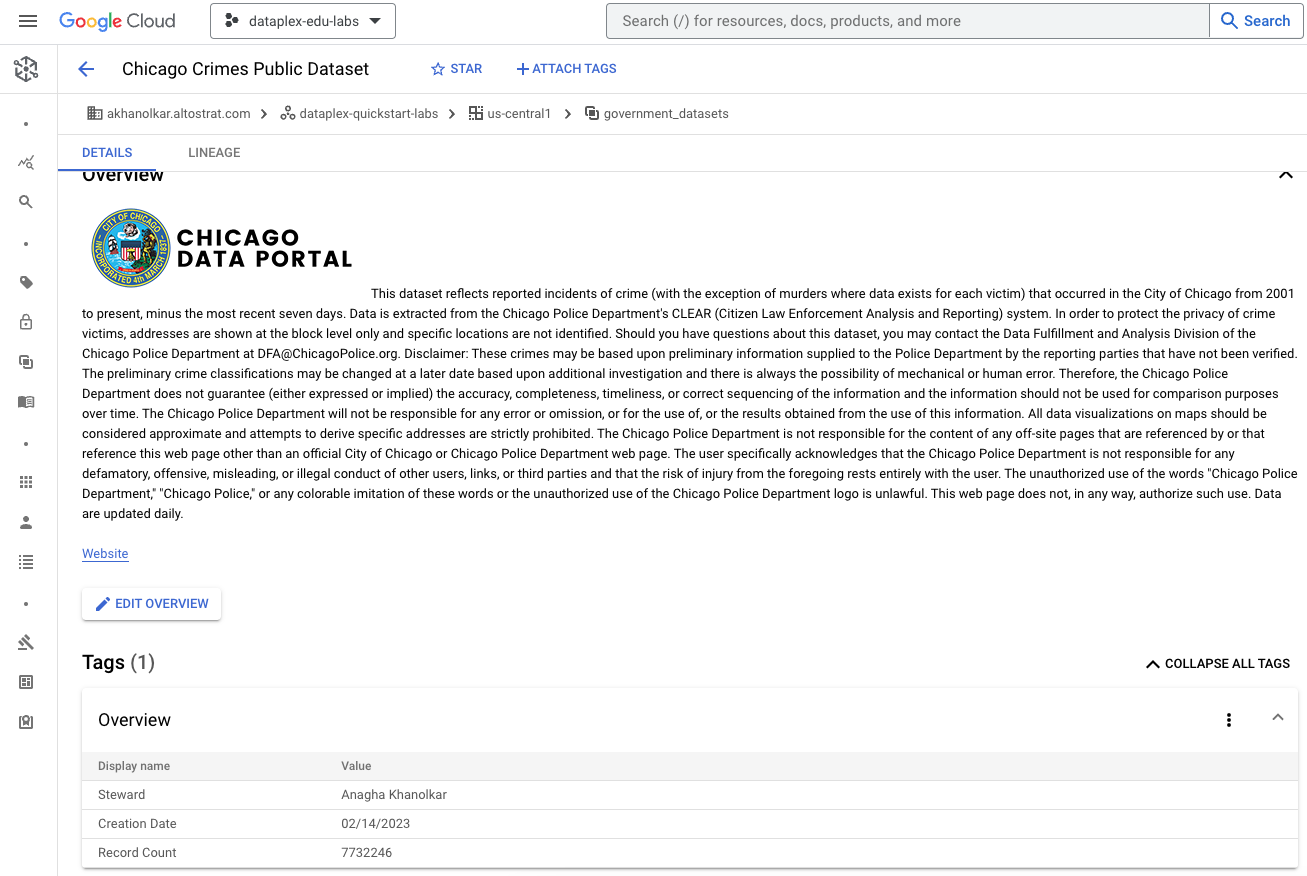 Google Cloud
dataplex-edu-labs
Search (/) for resources, docs, products, and more
Search
Chicago Crimes Public Dataset
STAR
ATTACH TAGS
akhanolkar.altostrat.com
dataplex-quickstart-labs
us-central1
government_datasets
DETAILS
LINEAGE
Overview
CITY OF CHICAGO
INCORPORATED 4th MARCH 1837
CHICAGO
DATA PORTAL
This dataset reflects reported incidents of crime (with the exception of murders where data exists for each victim) that occurred in the City of Chicago from 2001
to present, minus the most recent seven days. Data is extracted from the Chicago Police Department's CLEAR (Citizen Law Enforcement Analysis and Reporting) system. In order to protect the privacy of crime
victims, addresses are shown at the block level only and specific locations are not identified. Should you have questions about this dataset, you may contact the Data Fulfillment and Analysis Division of the
Chicago Police Department at DFA@ChicagoPolice.org. Disclaimer: These crimes may be based upon preliminary information supplied to the Police Department by the reporting parties that have not been verified.
The preliminary crime classifications may be changed at a later date based upon additional investigation and there is always the possibility of mechanical or human error. Therefore, the Chicago Police
Department does not guarantee (either expressed or implied) the accuracy, completeness, timeliness, or correct sequencing of the information and the information should not be used for comparison purposes
over time. The Chicago Police Department will not be responsible for any error or omission, or for the use of, or the results obtained from the use of this information. All data visualizations on maps should be
considered approximate and attempts to derive specific addresses are strictly prohibited. The Chicago Police Department is not responsible for the content of any off-site pages that are referenced by or that
reference this web page other than an official City of Chicago or Chicago Police Department web page. The user specifically acknowledges that the Chicago Police Department is not responsible for any
defamatory, offensive, misleading, or illegal conduct of other users, links, or third parties and that the risk of injury from the foregoing rests entirely with the user. The unauthorized use of the words "Chicago Police
Department," "Chicago Police," or any colorable imitation of these words or the unauthorized use of the Chicago Police Department logo is unlawful. This web page does not, in any way, authorize such use. Data
are updated daily.
Website
EDIT OVERVIEW
Tags (1)
COLLAPSE ALL TAGS
Overview
Display name Value
Steward Anagha Khanolkar
Creation Date 02/14/2023
Record Count 7732246